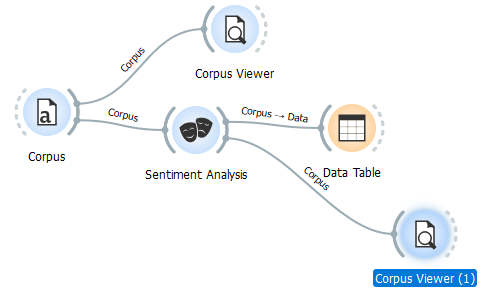 Corpus
Corpus Viewer
a
Corpus
Corpus
Corpus → Data
Sentiment Analysis
Corpus
Data Table
Corpus Viewer (1)